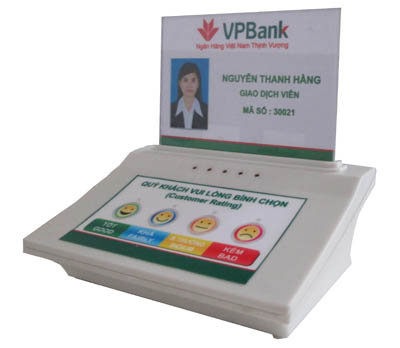 VPBank
Ngân Hàng Việt Nam Thịnh Vượng
NGUYỄN THANH HẰNG
GIAO DỊCH VIÊN
MÃ SỐ : 30021
QUÝ KHÁCH VUI LÒNG BÌNH CHỌN
(Customer Rating)
TỐT KHÁ B.THƯỜNG KÉM
GOOD FAIRLY BAD